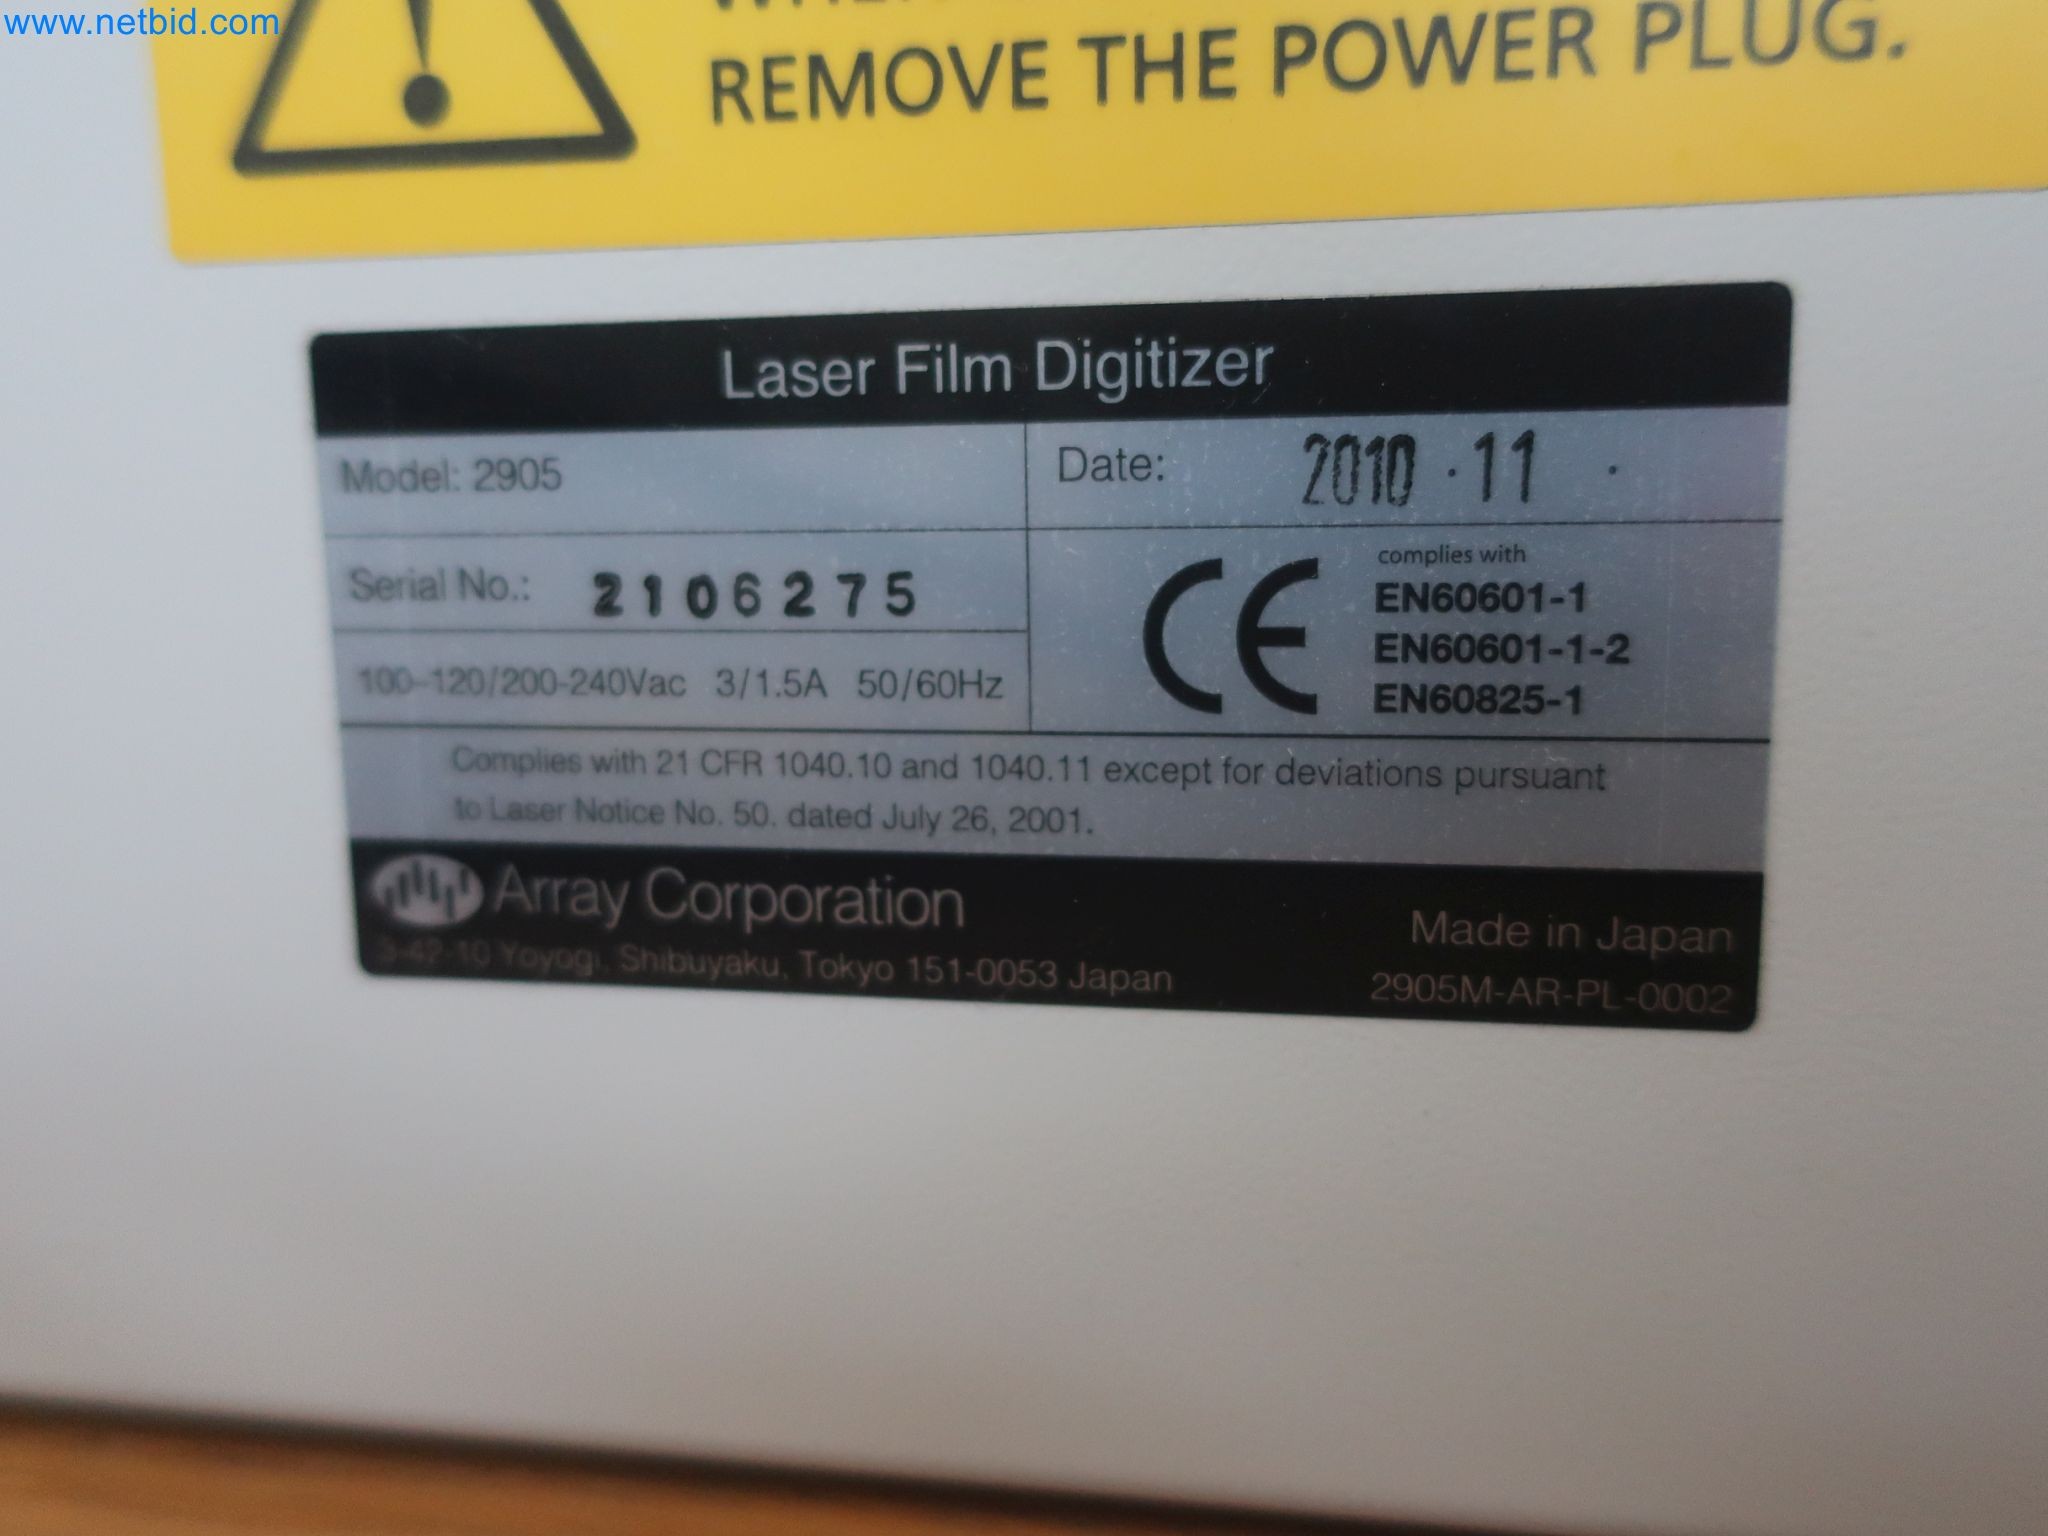 www.netbid.com
REMOVE THE POWER PLUG.
Laser Film Digitizer
Model: 2905
Date: 2010 . 11 .
Serial No.: 2106275
100-120/200-240Vac 3/1.5A 50/60Hz
CE
complies with
EN60601-1
EN60601-1-2
EN60825-1
Complies with 21 CFR 1040.10 and 1040.11 except for deviations pursuant
to Laser Notice No. 50. dated July 26, 2001.
Array Corporation
3-42-10 Yoyogi, Shibuyaku, Tokyo 151-0053 Japan
Made in Japan
2905M-AR-PL-0002